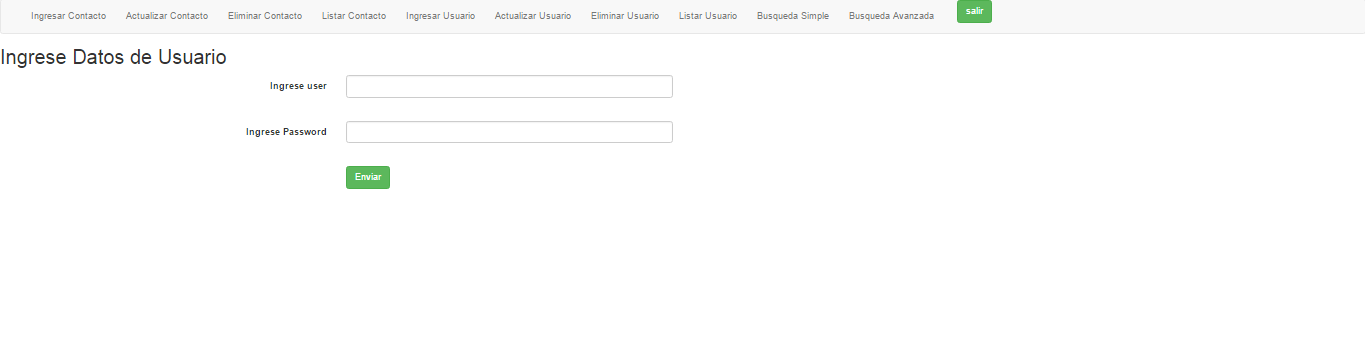 Ingresar Contacto Actualizar Contacto Eliminar Contacto Listar Contacto Ingresar Usuario Actualizar Usuario Eliminar Usuario Listar Usuario Busqueda Simple Busqueda Avanzada salir
Ingrese Datos de Usuario
Ingrese user
Ingrese Password
Enviar